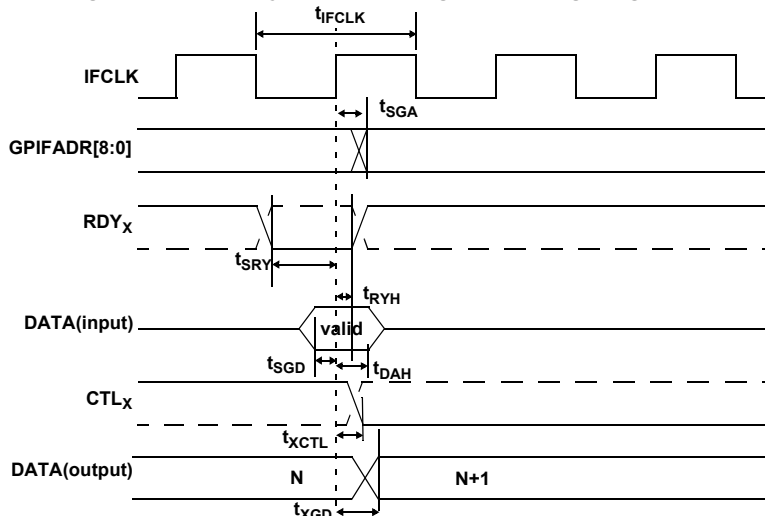 tIFCLK
IFCLK
tSGA
GPIFADR[8:0]
RDYX
tSRY
tRYH
DATA(input)
valid
tSGD
tDAH
CTLX
tXCTL
DATA(output)
N
N+1
tXGD